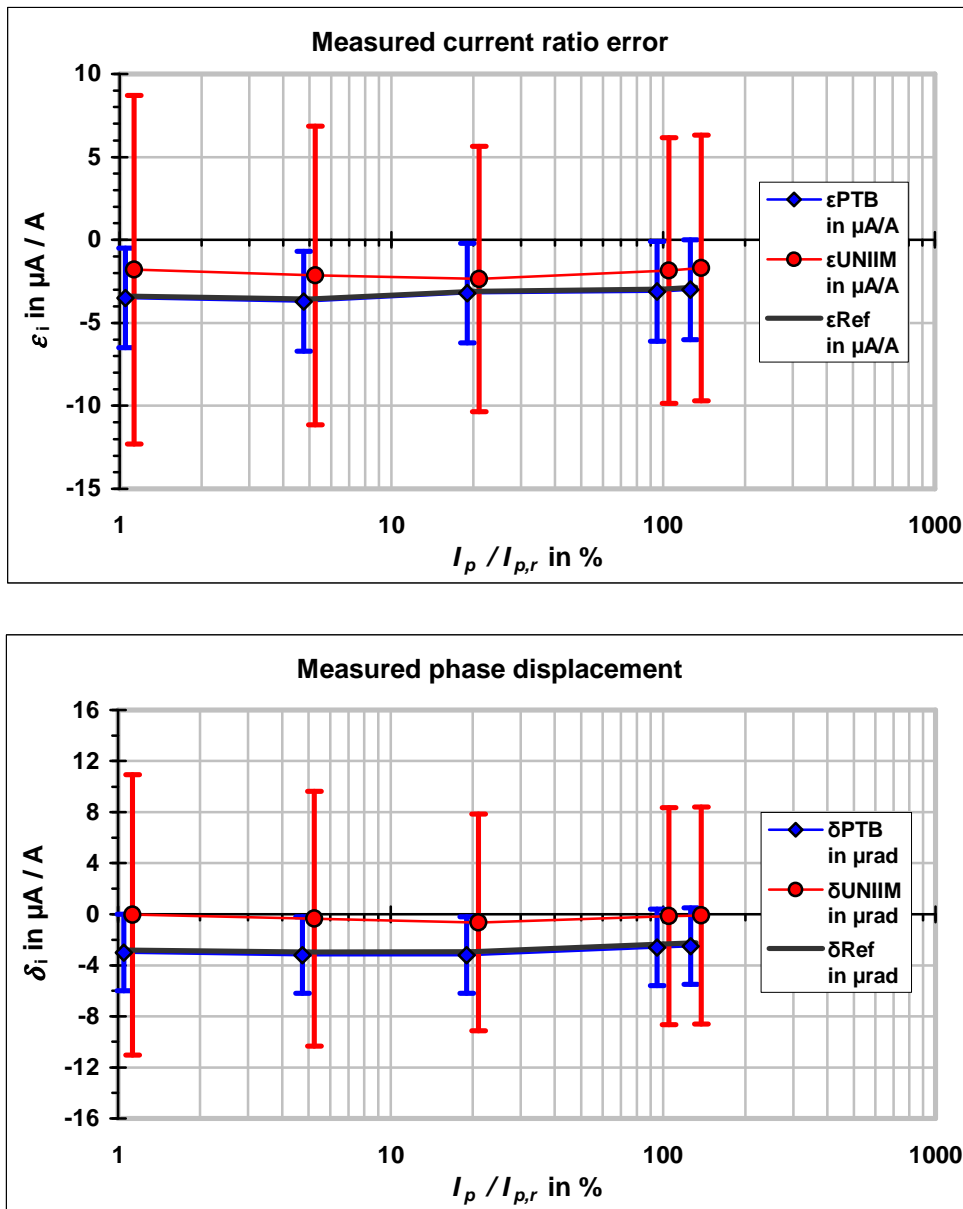 Measured current ratio error
10
5
0
-5
-10
-15
εi in µA / A
1 10 100 1000
Ip / Ip,r in %
εPTB
in µA/A
εUNIIM
in µA/A
εRef
in µA/A
Measured phase displacement
16
12
8
4
0
-4
-8
-12
-16
δi in µA / A
1 10 100 1000
Ip / Ip,r in %
δPTB
in µrad
δUNIIM
in µrad
δRef
in µrad